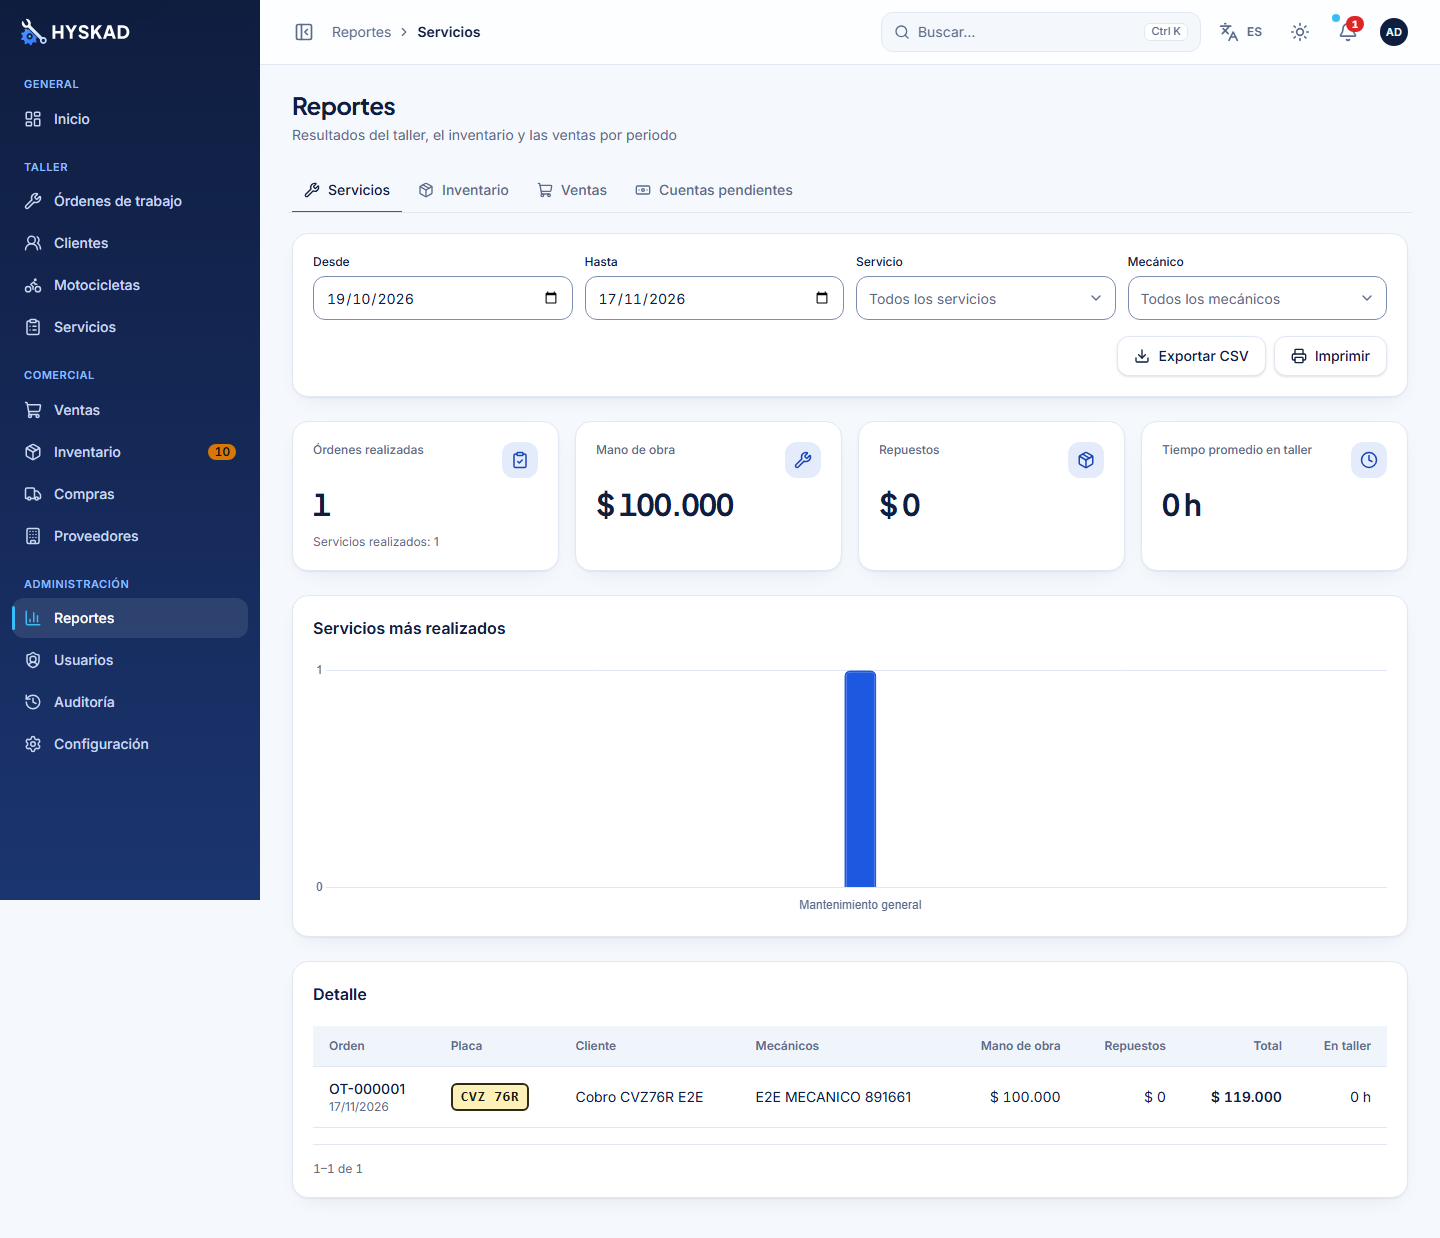 HYSKAD
GENERAL
Inicio
TALLER
Órdenes de trabajo
Clientes
Motocicletas
Servicios
COMERCIAL
Ventas
Inventario 10
Compras
Proveedores
ADMINISTRACIÓN
Reportes
Usuarios
Auditoría
Configuración
Reportes > Servicios
Buscar... Ctrl K
ES
1
AD
Reportes
Resultados del taller, el inventario y las ventas por periodo
Servicios Inventario Ventas Cuentas pendientes
Desde Hasta Servicio Mecánico
19/10/2026 17/11/2026 Todos los servicios Todos los mecánicos
Exportar CSV Imprimir
Órdenes realizadas
1
Servicios realizados: 1
Mano de obra
$ 100.000
Repuestos
$ 0
Tiempo promedio en taller
0 h
Servicios más realizados
1
0
Mantenimiento general
Detalle
Orden Placa Cliente Mecánicos Mano de obra Repuestos Total En taller
OT-000001 CVZ 76R Cobro CVZ76R E2E E2E MECANICO 891661 $ 100.000 $ 0 $ 119.000 0 h
17/11/2026
1–1 de 1